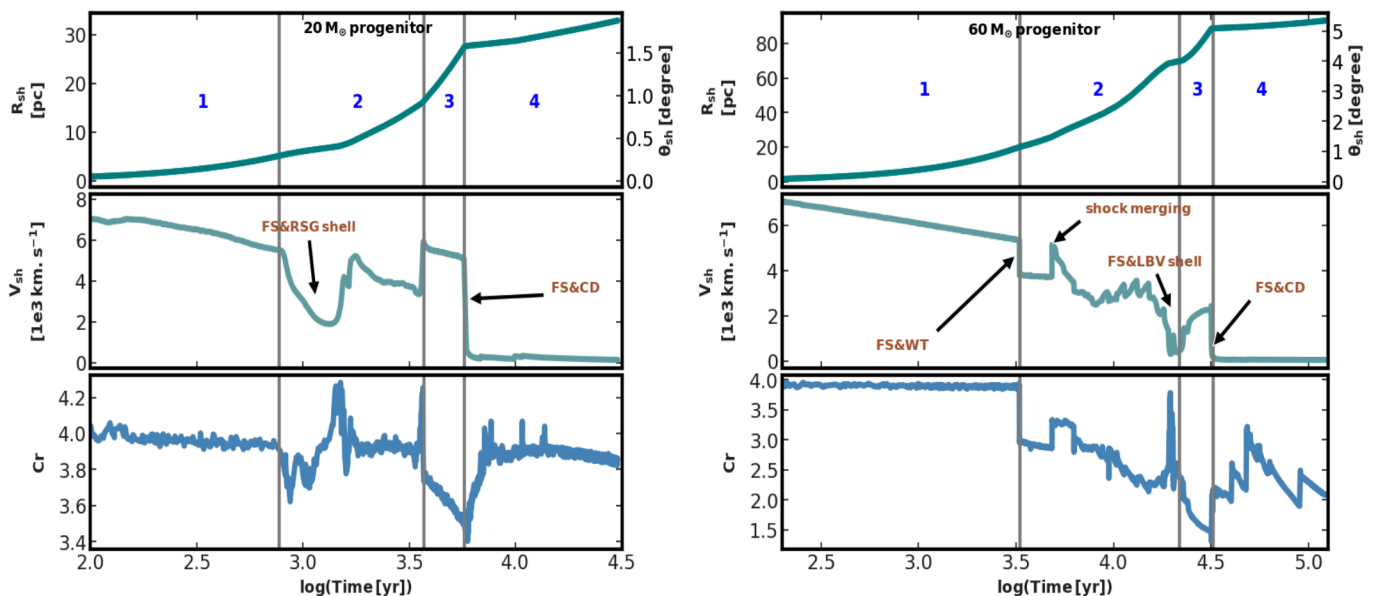 20 M⊙ progenitor
R_sh
[pc]
30
20
10
0
1
2
3
4
1.5
1.0
0.5
0.0
θ_sh [degree]
V_sh
[1e3 km. s⁻¹]
8
6
4
2
0
FS&RSG shell
FS&CD
Cr
4.2
4.0
3.8
3.6
3.4
2.0
2.5
3.0
3.5
4.0
4.5
log(Time [yr])
60 M⊙ progenitor
R_sh
[pc]
80
60
40
20
0
1
2
3
4
5
4
3
2
1
0
θ_sh [degree]
V_sh
[1e3 km. s⁻¹]
6
4
2
0
shock merging
FS&LBV shell
FS&CD
FS&WT
Cr
4.0
3.5
3.0
2.5
2.0
1.5
2.5
3.0
3.5
4.0
4.5
5.0
log(Time [yr])